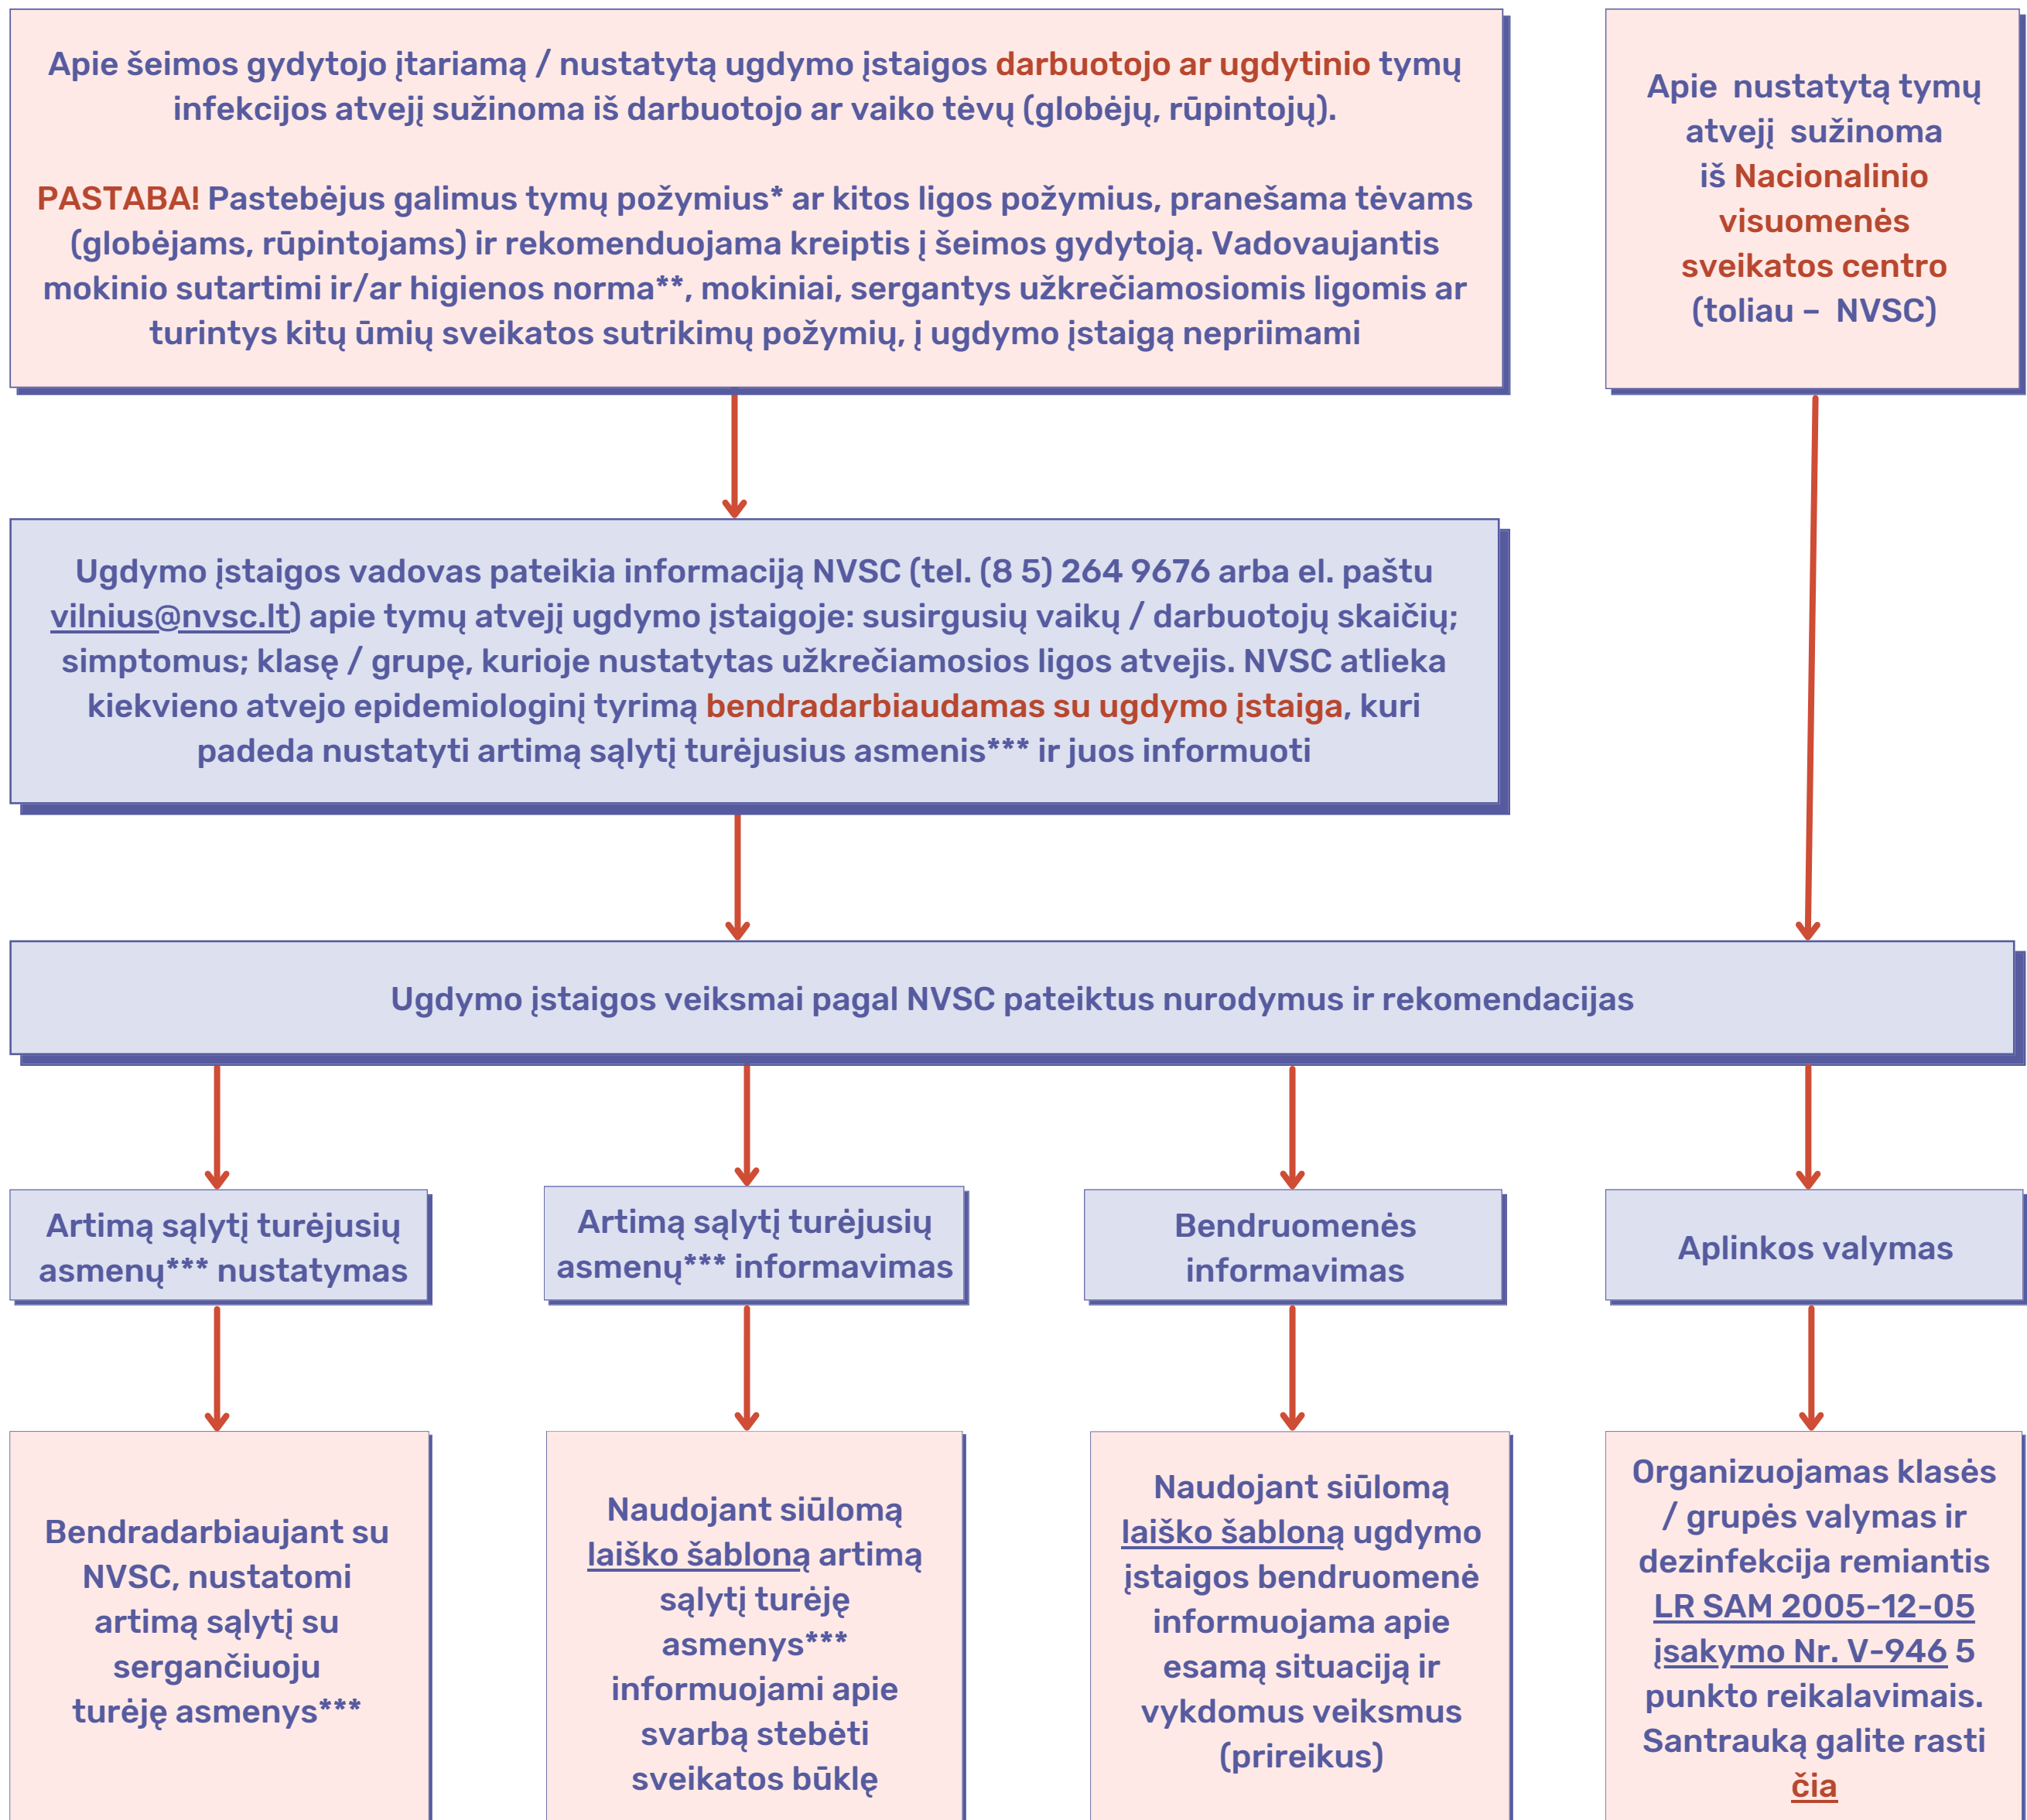 Apie šeimos gydytojo įtariamą / nustatytą ugdymo įstaigos darbuotojo ar ugdytinio tymų
infekcijos atvejį sužinoma iš darbuotojo ar vaiko tėvų (globėjų, rūpintojų).
PASTABA! Pastebėjus galimus tymų požymius* ar kitos ligos požymius, pranešama tėvams
(globėjams, rūpintojams) ir rekomenduojama kreiptis į šeimos gydytoją. Vadovaujantis
mokinio sutartimi ir/ar higienos norma**, mokiniai, sergantys užkrečiamosiomis ligomis ar
turintys kitų ūmių sveikatos sutrikimų požymių, į ugdymo įstaigą nepriimami
Apie nustatytą tymų
atvejį sužinoma
iš Nacionalinio
visuomenės
sveikatos centro
(toliau – NVSC)
Ugdymo įstaigos vadovas pateikia informaciją NVSC (tel. (8 5) 264 9676 arba el. paštu
vilnius@nvsc.lt) apie tymų atvejį ugdymo įstaigoje: susirgusių vaikų / darbuotojų skaičių;
simptomus; klasę / grupę, kurioje nustatytas užkrečiamosios ligos atvejis. NVSC atlieka
kiekvieno atvejo epidemiologinį tyrimą bendradarbiaudamas su ugdymo įstaiga, kuri
padeda nustatyti artimą sąlytį turėjusius asmenis*** ir juos informuoti
Ugdymo įstaigos veiksmai pagal NVSC pateiktus nurodymus ir rekomendacijas
Artimą sąlytį turėjusių
asmenų*** nustatymas
Artimą sąlytį turėjusių
asmenų*** informavimas
Bendruomenės
informavimas
Aplinkos valymas
Bendradarbiaujant su
NVSC, nustatomi
artimą sąlytį su
sergančiuoju
turėję asmenys***
Naudojant siūlomą
laiško šabloną artimą
sąlytį turėję
asmenys***
informuojami apie
svarbą stebėti
sveikatos būklę
Naudojant siūlomą
laiško šabloną ugdymo
įstaigos bendruomenė
informuojama apie
esamą situaciją ir
vykdomus veiksmus
(prireikus)
Organizuojamas klasės
/ grupės valymas ir
dezinfekcija remiantis
LR SAM 2005-12-05
įsakymo Nr. V-946 5
punkto reikalavimais.
Santrauką galite rasti
čia